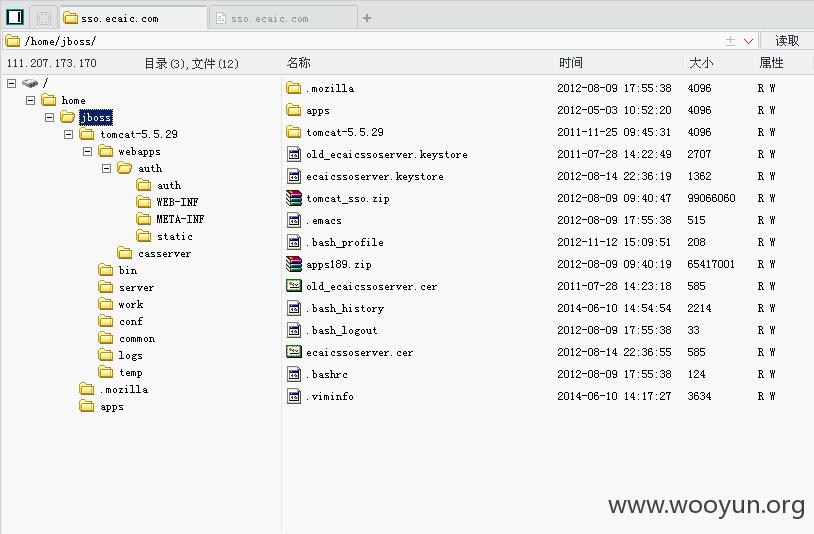 sso.ecaic.com
sso.ecaic.com
/home/jboss/
读取
111.207.173.170
目录(3),文件(12)
名称
时间
大小
属性
/
home
jboss
tomcat-5.5.29
webapps
auth
auth
WEB-INF
META-INF
static
casserver
bin
server
work
conf
common
logs
temp
.mozilla
apps
.mozilla 2012-08-09 17:55:38 4096 R W
apps 2012-05-03 10:52:20 4096 R W
tomcat-5.5.29 2011-11-25 09:45:31 4096 R W
old_ecaicssoserver.keystore 2011-07-28 14:22:49 2707 R W
ecaicssoserver.keystore 2012-08-14 22:36:19 1362 R W
tomcat_sso.zip 2012-08-09 09:40:47 99066060 R W
.emacs 2012-08-09 17:55:38 515 R W
.bash_profile 2012-11-12 15:09:51 208 R W
apps189.zip 2012-08-09 09:40:19 65417001 R W
old_ecaicssoserver.cer 2011-07-28 14:23:18 585 R W
.bash_history 2014-06-10 14:54:54 2214 R W
.bash_logout 2012-08-09 17:55:38 33 R W
ecaicssoserver.cer 2012-08-14 22:36:55 585 R W
.bashrc 2012-08-09 17:55:38 124 R W
.viminfo 2014-06-10 14:17:27 3634 R W
www.wooyun.org